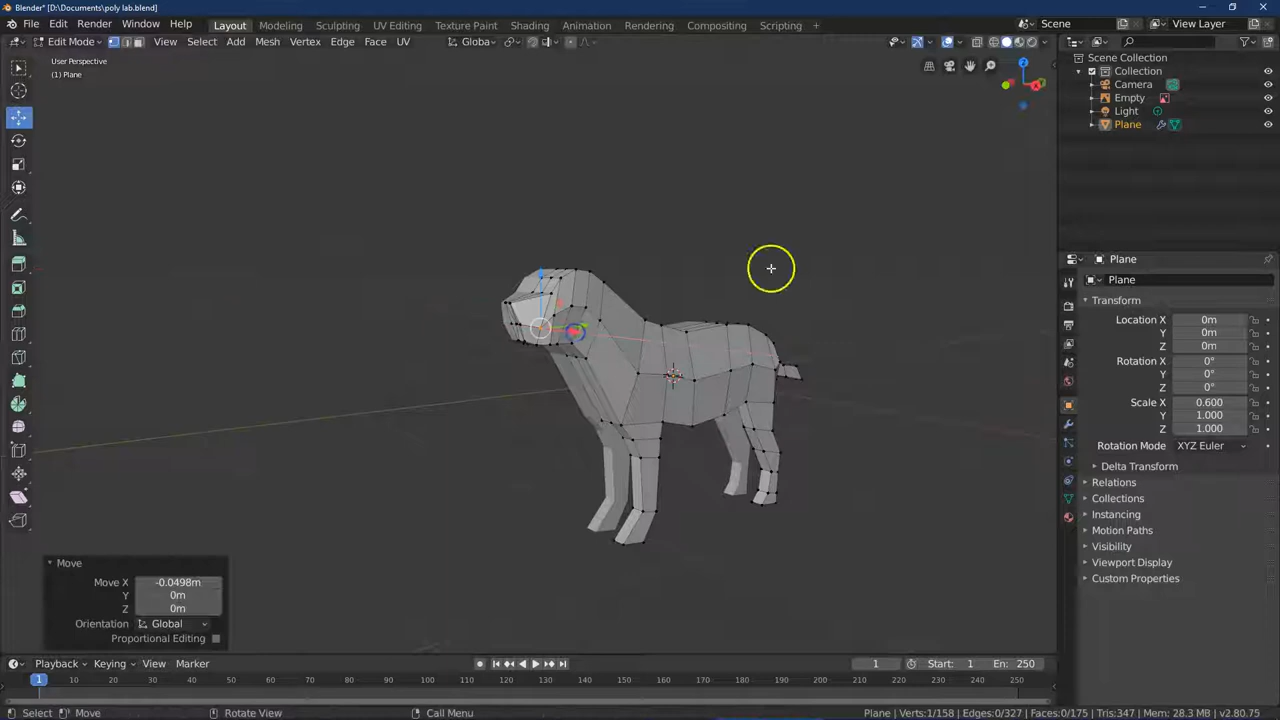 Blender* [D:\Documents\poly lab.blend]
File Edit Render Window Help Layout Modeling Sculpting UV Editing Texture Paint Shading Animation Rendering Compositing Scripting + Scene View Layer
Edit Mode View Select Add Mesh Vertex Edge Face UV Globa
User Perspective
(1) Plane
Scene Collection
Collection
Camera
Empty
Light
Plane
Plane
Plane
Transform
Location X 0m
Y 0m
Z 0m
Rotation X 0°
Y 0°
Z 0°
Scale X 0.600
Y 1.000
Z 1.000
Rotation Mode XYZ Euler
Delta Transform
Relations
Collections
Instancing
Motion Paths
Visibility
Viewport Display
Custom Properties
Move
Move X -0.0498m
Y 0m
Z 0m
Orientation Global
Proportional Editing
Playback Keying View Marker 1 Start: 1 En: 250
1 10 20 30 40 50 60 70 80 90 100 110 120 130 140 150 160 170 180 190 200 210 220 230 240 250
Select Move Rotate View Call Menu Plane | Verts:1/158 | Edges:0/327 | Faces:0/175 | Tris:347 | Mem: 28.3 MB | v2.80.75